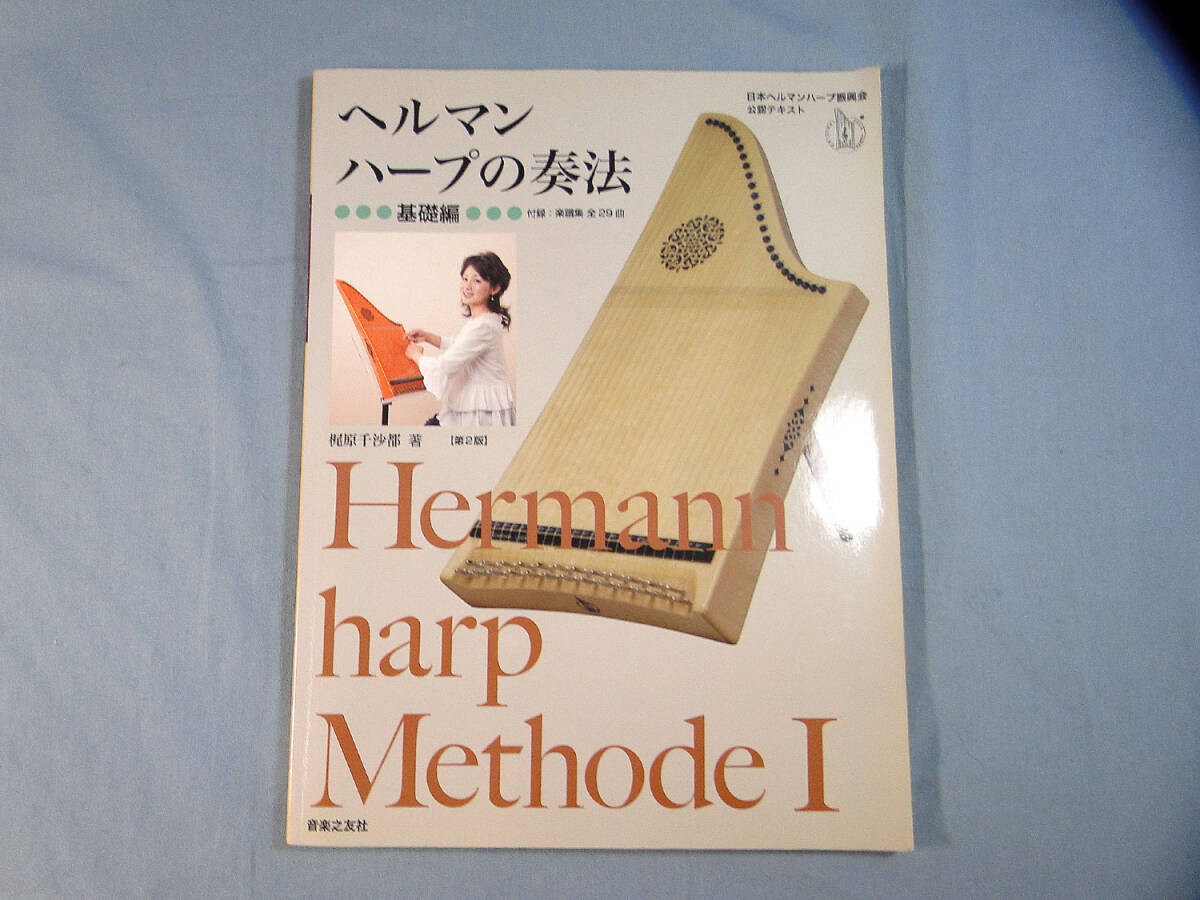 日本ヘルマンハープ振興会
公認テキスト
ヘルマン
ハープの奏法
基礎編
付録：楽譜集 全29曲
梶原千沙都 著
【第2版】
Hermann
harp
Methode I
音楽之友社